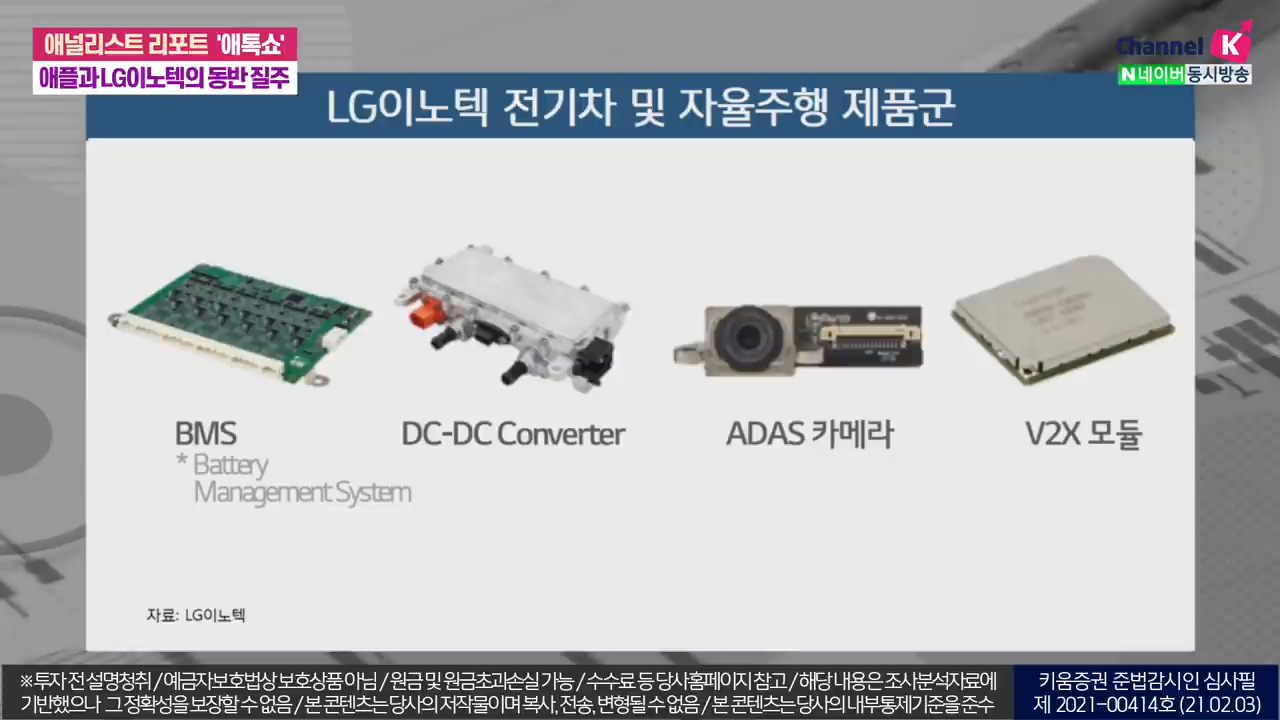 애널리스트 리포트 '애톡쇼'
애플과 LG이노텍의 동반 질주
Channel K
N 네이버 동시방송
LG이노텍 전기차 및 자율주행 제품군
BMS
* Battery
Management System
DC-DC Converter
ADAS 카메라
V2X 모듈
자료: LG이노텍
※ 투자 전 설명청취 / 예금자보호법상 보호상품 아님 / 원금 및 원금초과손실 가능 / 수수료 등 당사홈페이지 참고 / 해당 내용은 조사분석자료에
기반했으나 그 정확성을 보장할 수 없음 / 본 콘텐츠는 당사의 저작물이며 복사, 전송, 변형될 수 없음 / 본 콘텐츠는 당사의 내부통제기준을 준수
키움증권 준법감시인 심사필
제 2021-00414호 (21.02.03)